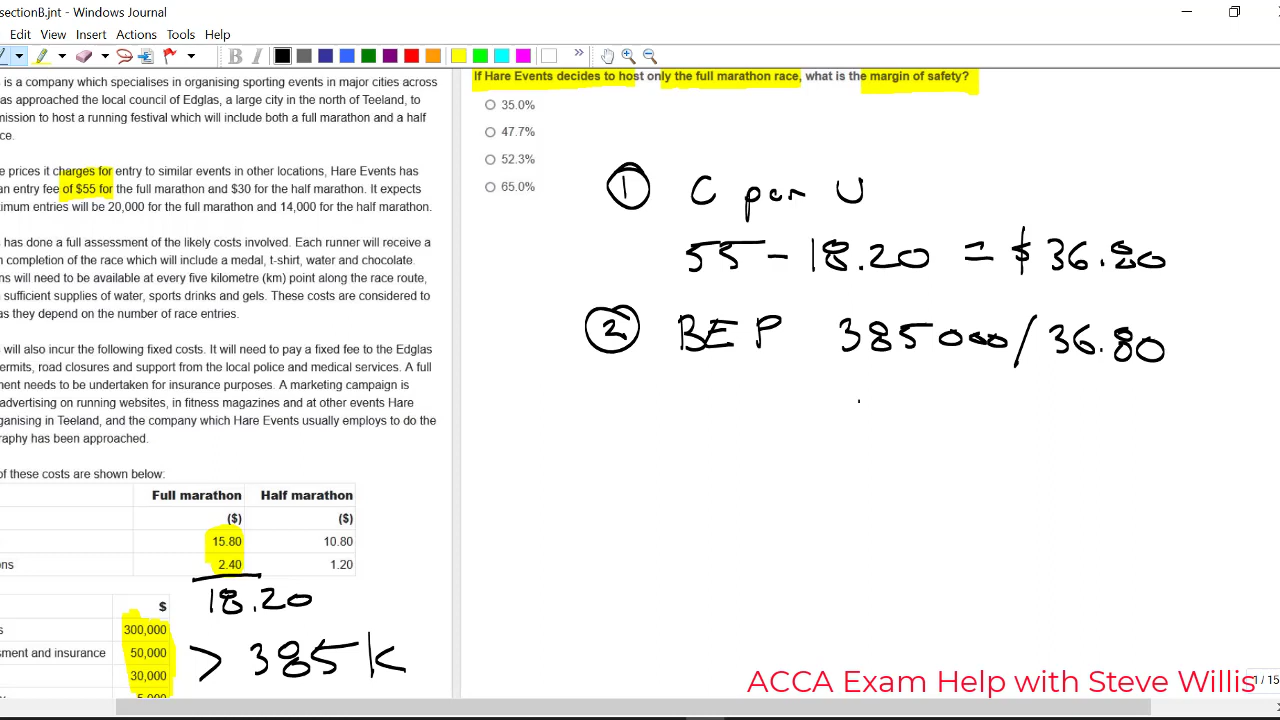 sectionB.jnt - Windows Journal
Edit View Insert Actions Tools Help
B I
is a company which specialises in organising sporting events in major cities across
as approached the local council of Edglas, a large city in the north of Teeland, to
mission to host a running festival which will include both a full marathon and a half
ce.
e prices it charges for entry to similar events in other locations, Hare Events has
an entry fee of $55 for the full marathon and $30 for the half marathon. It expects
timum entries will be 20,000 for the full marathon and 14,000 for the half marathon.
has done a full assessment of the likely costs involved. Each runner will receive a
n completion of the race which will include a medal, t-shirt, water and chocolate.
ns will need to be available at every five kilometre (km) point along the race route,
sufficient supplies of water, sports drinks and gels. These costs are considered to
as they depend on the number of race entries.
will also incur the following fixed costs. It will need to pay a fixed fee to the Edglas
ermits, road closures and support from the local police and medical services. A full
ment needs to be undertaken for insurance purposes. A marketing campaign is
advertising on running websites, in fitness magazines and at other events Hare
ganising in Teeland, and the company which Hare Events usually employs to do the
graphy has been approached.
of these costs are shown below:
Full marathon Half marathon
($) ($)
15.80 10.80
ons 2.40 1.20
18.20
$
s 300,000
sment and insurance 50,000
30,000
5,000
> 385 K
If Hare Events decides to host only the full marathon race, what is the margin of safety?
35.0%
47.7%
52.3%
65.0%
1 C per U
55 - 18.20 = $36.80
2 BEP 385000/36.80
ACCA Exam Help with Steve Willis
1 / 15